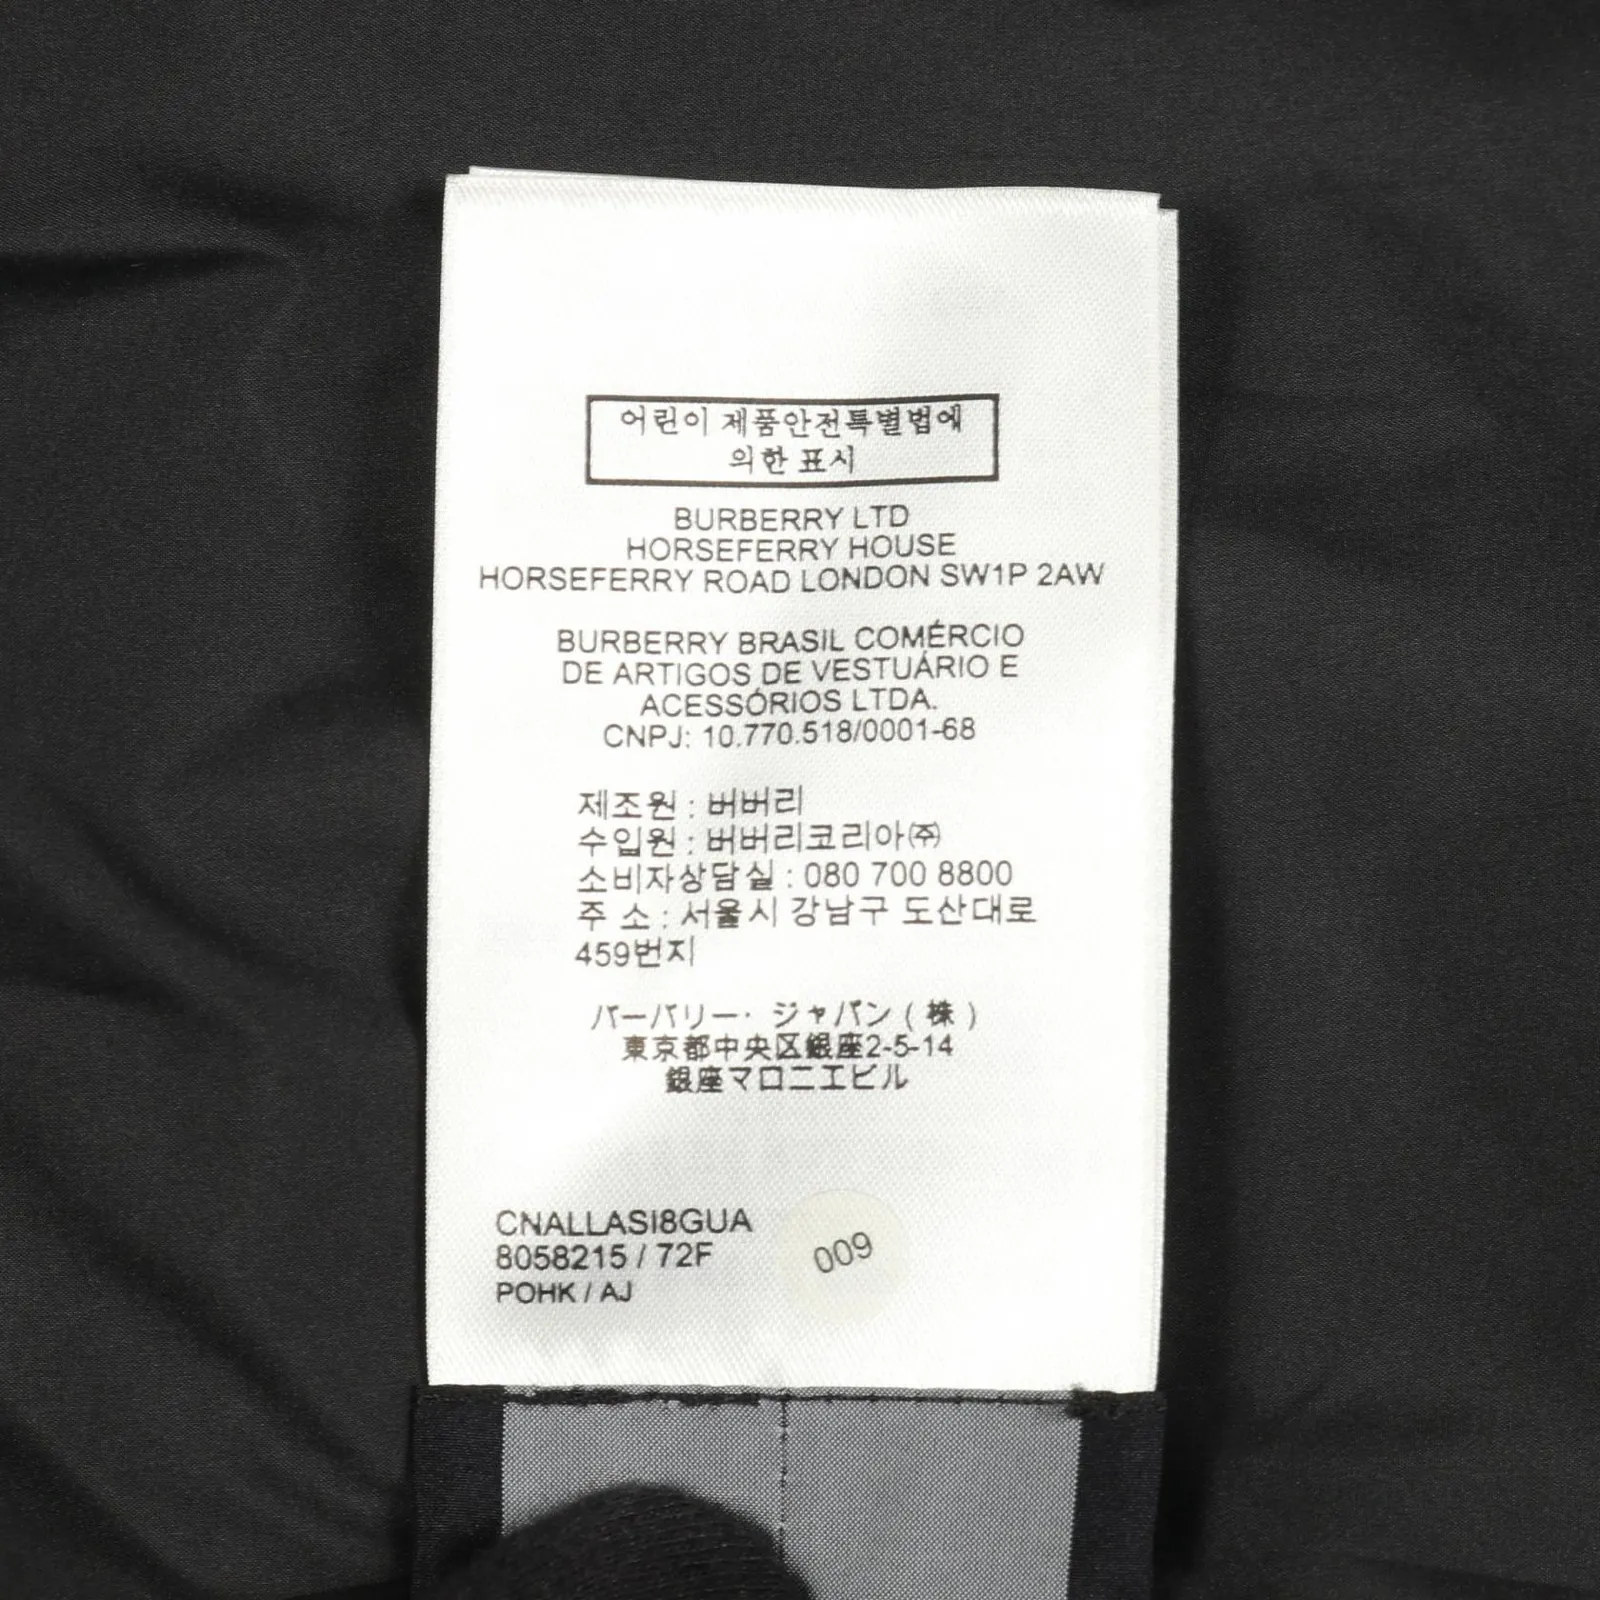 어린이 제품안전특별법에
의한 표시
BURBERRY LTD
HORSEFERRY HOUSE
HORSEFERRY ROAD LONDON SW1P 2AW
BURBERRY BRASIL COMÉRCIO
DE ARTIGOS DE VESTUÁRIO E
ACESSÓRIOS LTDA.
CNPJ: 10.770.518/0001-68
제조원 : 버버리
수입원 : 버버리코리아㈜
소비자상담실 : 080 700 8800
주 소 : 서울시 강남구 도산대로
459번지
バーバリー・ジャパン ( 株 )
東京都中央区銀座2-5-14
銀座マロニエビル
CNALLASI8GUA
8058215 / 72F
POHK / AJ
009